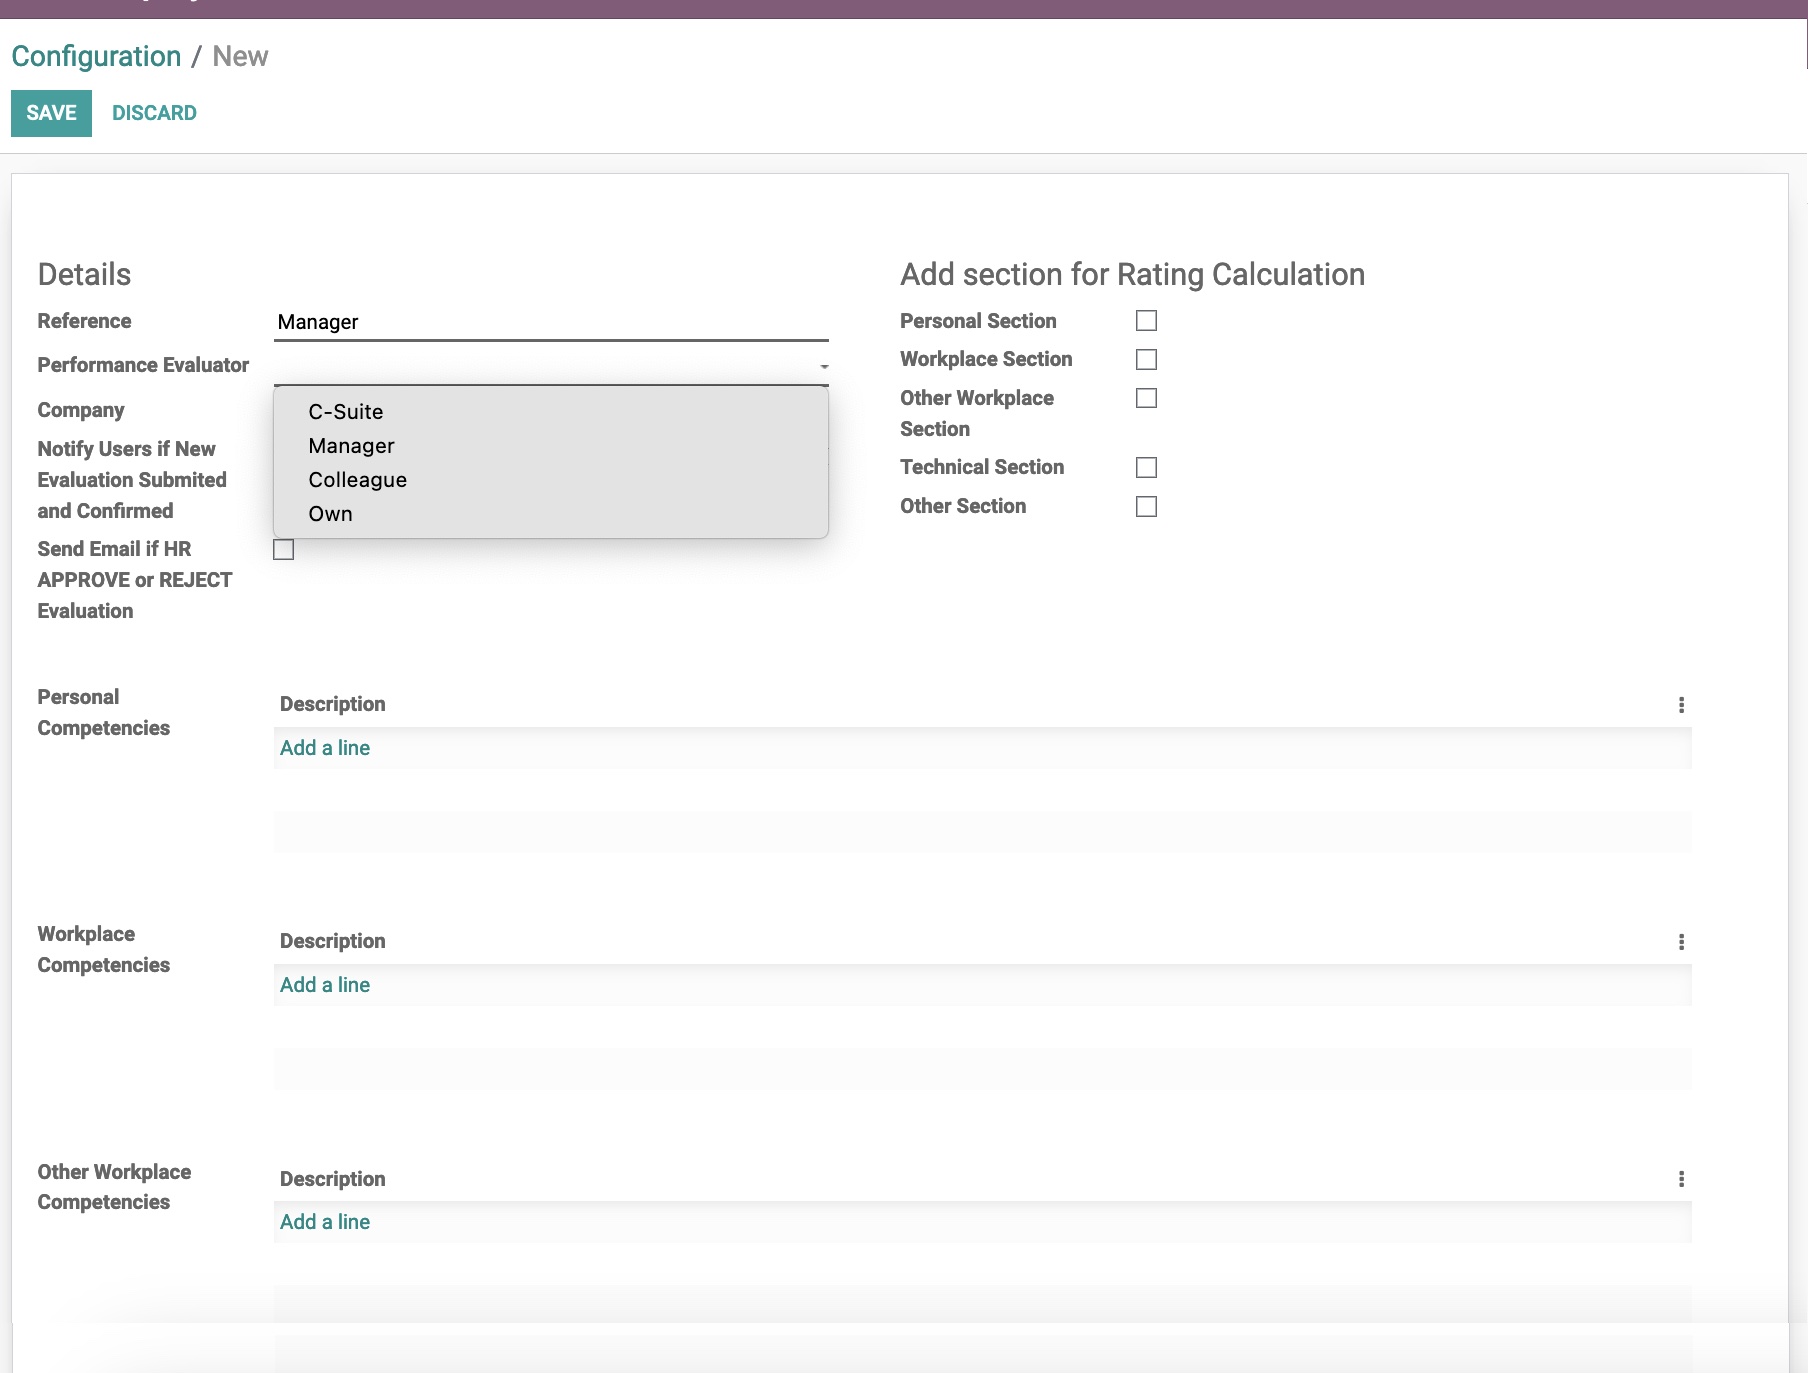 Configuration / New
SAVE DISCARD
Details
Reference Manager
Performance Evaluator
Company
C-Suite
Manager
Colleague
Own
Notify Users if New
Evaluation Submited
and Confirmed
Send Email if HR
APPROVE or REJECT
Evaluation
Add section for Rating Calculation
Personal Section
Workplace Section
Other Workplace
Section
Technical Section
Other Section
Personal
Competencies
Description
Add a line
Workplace
Competencies
Description
Add a line
Other Workplace
Competencies
Description
Add a line